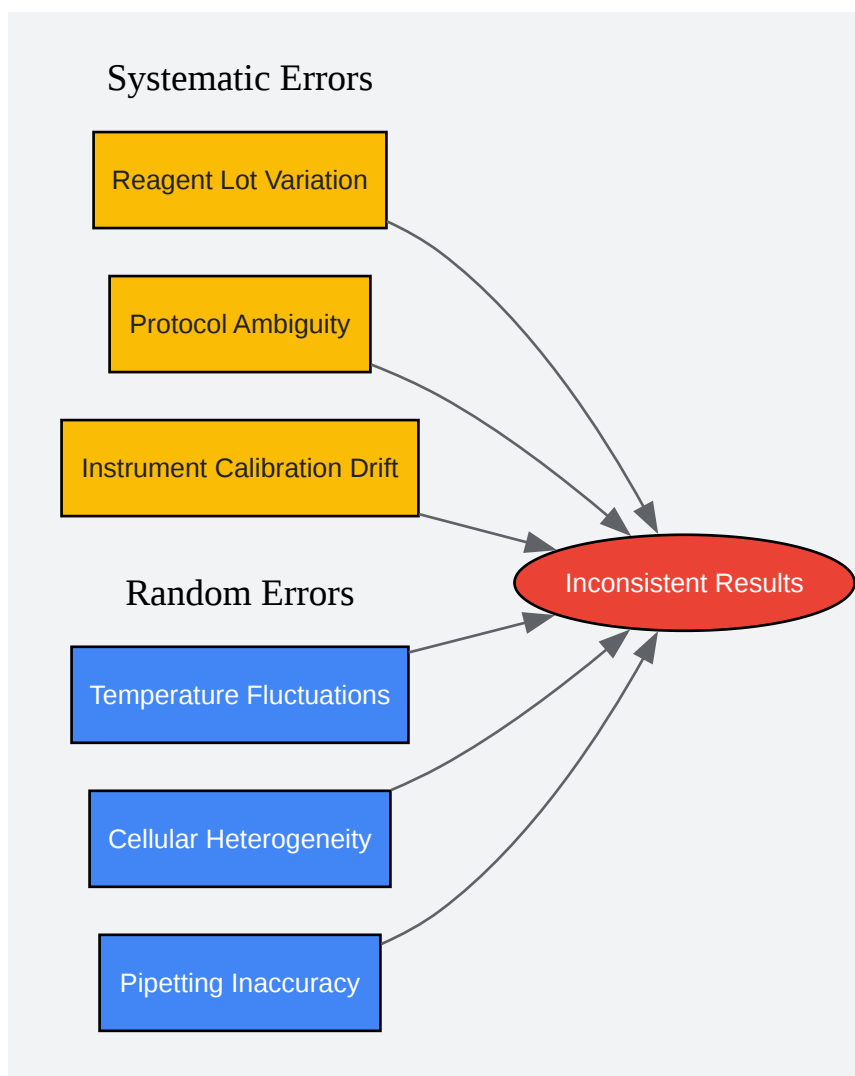 Systematic Errors
Reagent Lot Variation
Protocol Ambiguity
Instrument Calibration Drift
Inconsistent Results
Random Errors
Temperature Fluctuations
Cellular Heterogeneity
Pipetting Inaccuracy